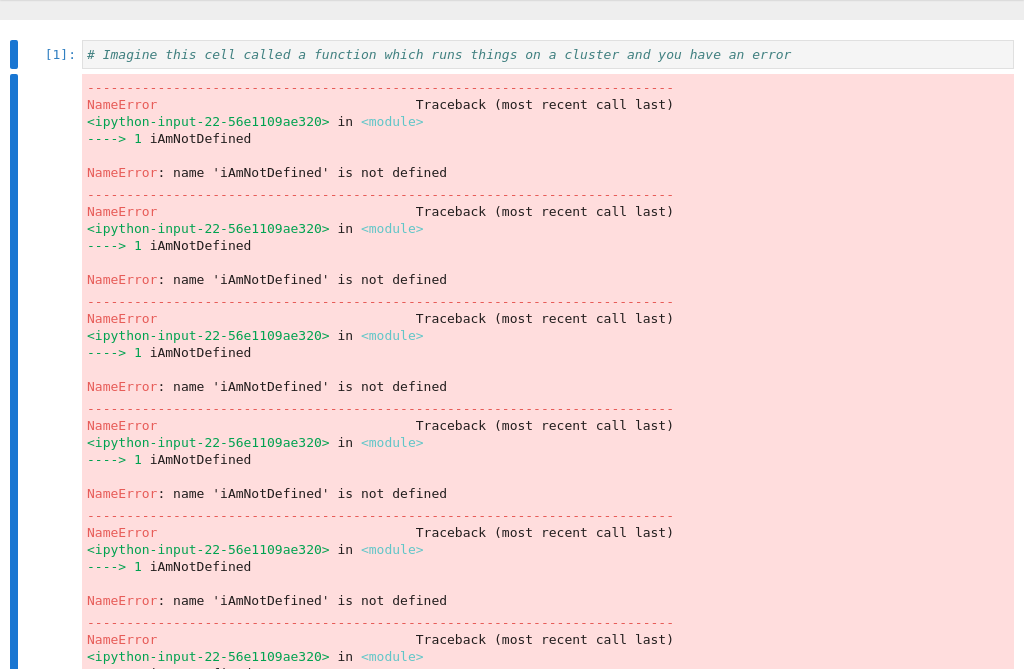 [1]: # Imagine this cell called a function which runs things on a cluster and you have an error
---------------------------------------------------------------------------
NameError                                 Traceback (most recent call last)
<ipython-input-22-56e1109ae320> in <module>
----> 1 iAmNotDefined
NameError: name 'iAmNotDefined' is not defined
---------------------------------------------------------------------------
NameError                                 Traceback (most recent call last)
<ipython-input-22-56e1109ae320> in <module>
----> 1 iAmNotDefined
NameError: name 'iAmNotDefined' is not defined
---------------------------------------------------------------------------
NameError                                 Traceback (most recent call last)
<ipython-input-22-56e1109ae320> in <module>
----> 1 iAmNotDefined
NameError: name 'iAmNotDefined' is not defined
---------------------------------------------------------------------------
NameError                                 Traceback (most recent call last)
<ipython-input-22-56e1109ae320> in <module>
----> 1 iAmNotDefined
NameError: name 'iAmNotDefined' is not defined
---------------------------------------------------------------------------
NameError                                 Traceback (most recent call last)
<ipython-input-22-56e1109ae320> in <module>
----> 1 iAmNotDefined
NameError: name 'iAmNotDefined' is not defined
---------------------------------------------------------------------------
NameError                                 Traceback (most recent call last)
<ipython-input-22-56e1109ae320> in <module>